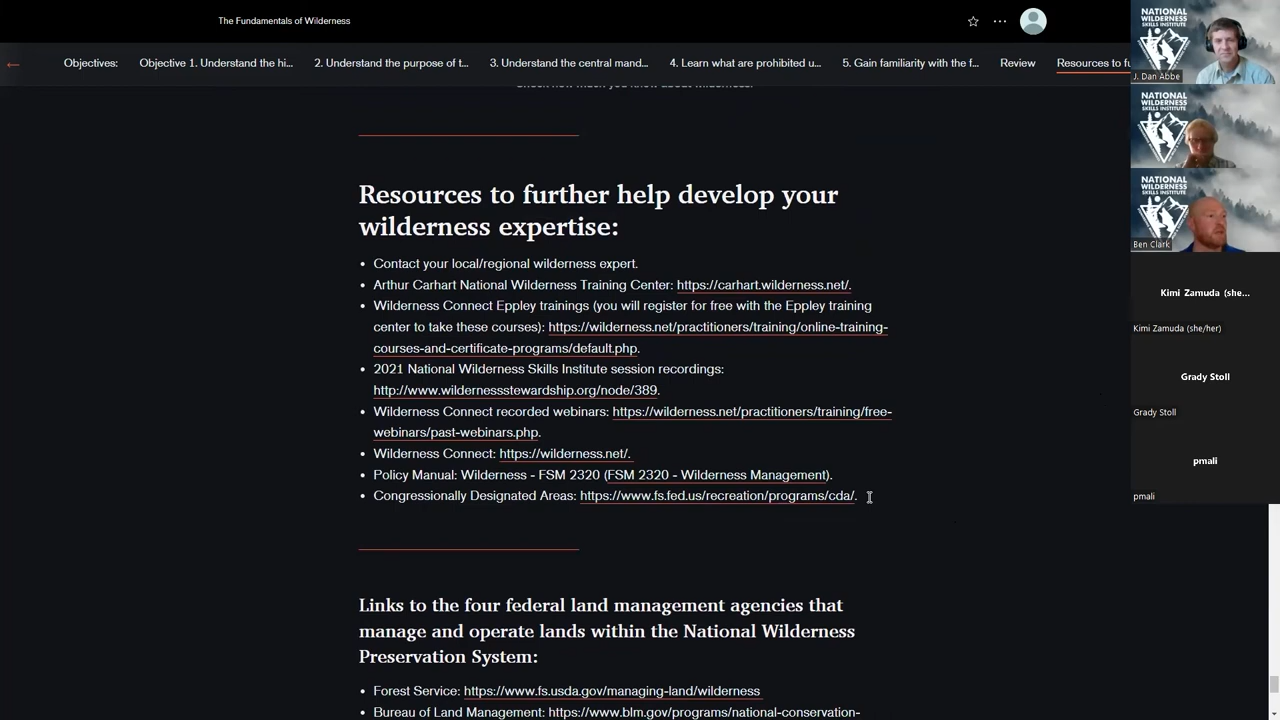 The Fundamentals of Wilderness
Objectives:
Objective 1. Understand the hi...
2. Understand the purpose of t...
3. Understand the central mand...
4. Learn what are prohibited u...
5. Gain familiarity with the f...
Review
Resources to fu
Check how much you know about wilderness.
Resources to further help develop your
wilderness expertise:
• Contact your local/regional wilderness expert.
• Arthur Carhart National Wilderness Training Center: https://carhart.wilderness.net/.
• Wilderness Connect Eppley trainings (you will register for free with the Eppley training
center to take these courses): https://wilderness.net/practitioners/training/online-training-
courses-and-certificate-programs/default.php.
• 2021 National Wilderness Skills Institute session recordings:
http://www.wildernessstewardship.org/node/389.
• Wilderness Connect recorded webinars: https://wilderness.net/practitioners/training/free-
webinars/past-webinars.php.
• Wilderness Connect: https://wilderness.net/.
• Policy Manual: Wilderness - FSM 2320 (FSM 2320 - Wilderness Management).
• Congressionally Designated Areas: https://www.fs.fed.us/recreation/programs/cda/.
Links to the four federal land management agencies that
manage and operate lands within the National Wilderness
Preservation System:
• Forest Service: https://www.fs.usda.gov/managing-land/wilderness
• Bureau of Land Management: https://www.blm.gov/programs/national-conservation-
NATIONAL
WILDERNESS
SKILLS INSTITUTE
J. Dan Abbe
NATIONAL
WILDERNESS
SKILLS INSTITUTE
NATIONAL
WILDERNESS
SKILLS INSTITUTE
Ben Clark
Kimi Zamuda (she...
Kimi Zamuda (she/her)
Grady Stoll
Grady Stoll
pmali
pmali